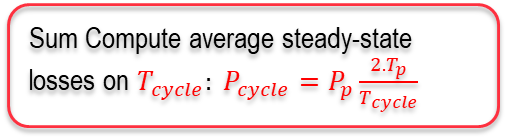 Sum Compute average steady-state
losses on T_cycle: P_cycle = P_p 2.T_p / T_cycle